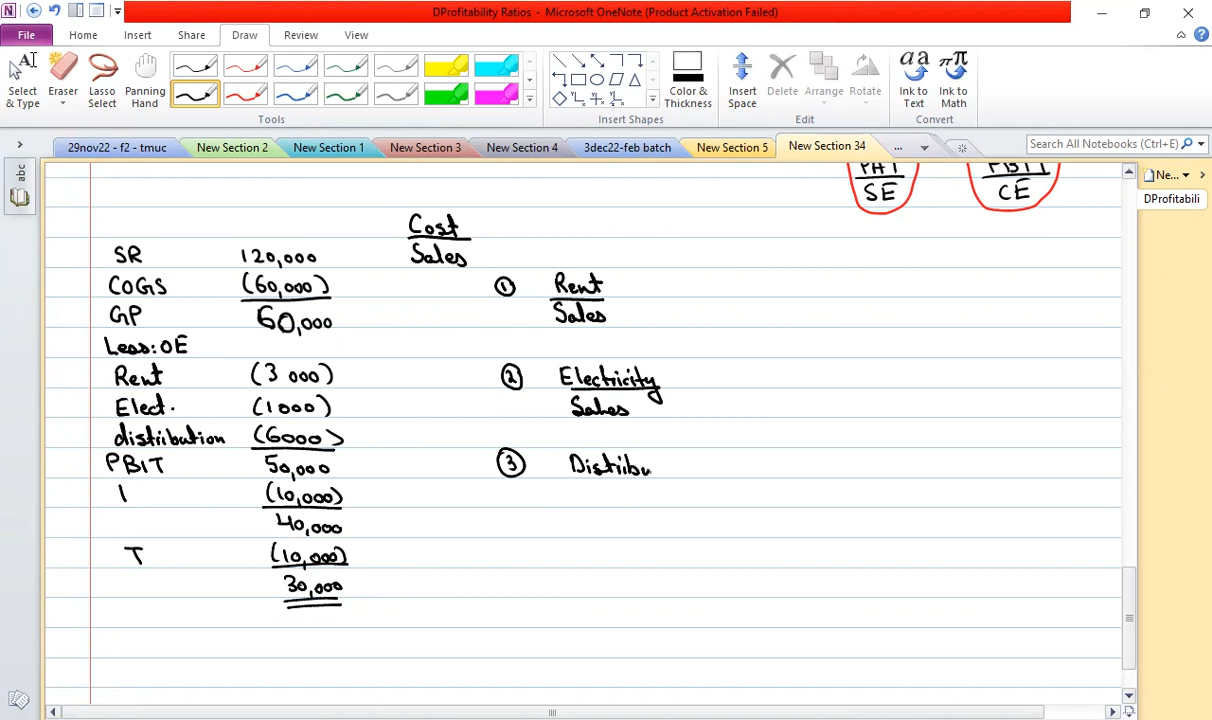 DProfitability Ratios - Microsoft OneNote (Product Activation Failed)
File Home Insert Share Draw Review View
Select & Type Eraser Lasso Select Panning Hand Color & Thickness Insert Space Delete Arrange Rotate Ink to Text Ink to Math
Tools Insert Shapes Edit Convert
29nov22 - f2 - tmuc New Section 2 New Section 1 New Section 3 New Section 4 3dec22-feb batch New Section 5 New Section 34 ... Search All Notebooks (Ctrl+E)
abc
Ne...
DProfitabili
PAT PBIT
SE CE
Cost
Sales
SR 120,000
COGS (60,000)
GP 60,000
Less: OE
Rent (3 000)
Elect. (1000)
distribution (6000)
PBIT 50,000
I (10,000)
40,000
T (10,000)
30,000
① Rent
Sales
② Electricity
Sales
③ Distribu